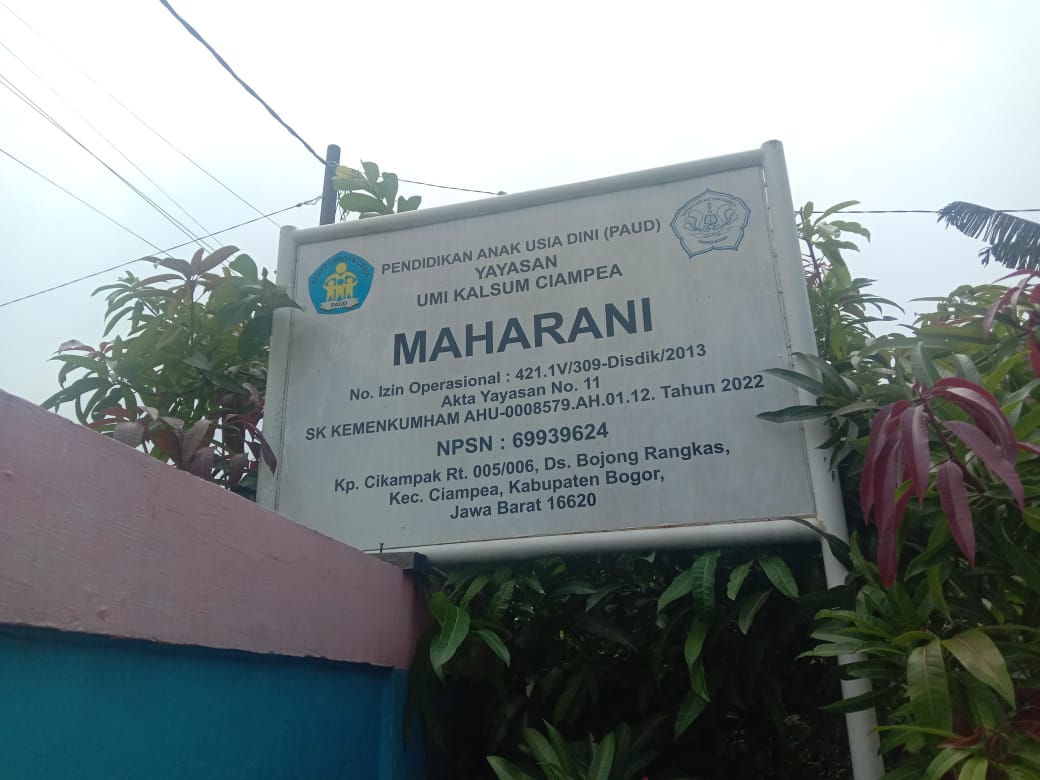 PENDIDIKAN ANAK USIA DINI (PAUD)
YAYASAN
UMI KALSUM CIAMPEA
MAHARANI
No. Izin Operasional : 421.1V/309-Disdik/2013
Akta Yayasan No. 11
SK KEMENKUMHAM AHU-0008579.AH.01.12. Tahun 2022
NPSN : 69939624
Kp. Cikampak Rt. 005/006, Ds. Bojong Rangkas,
Kec. Ciampea, Kabupaten Bogor,
Jawa Barat 16620
PAUD